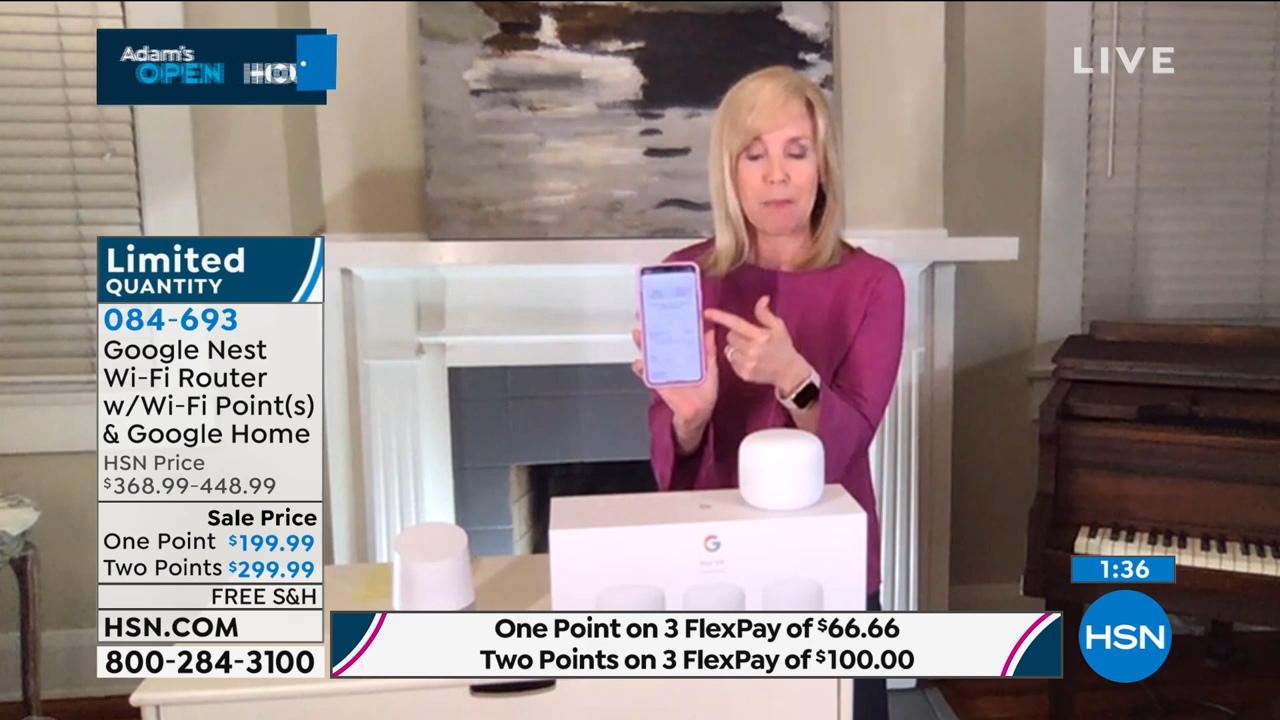 Adam's
OPEN
LIVE
Limited
QUANTITY
084-693
Google Nest
Wi-Fi Router
w/Wi-Fi Point(s)
& Google Home
HSN Price
$368.99-448.99
Sale Price
One Point $199.99
Two Points $299.99
FREE S&H
HSN.COM
800-284-3100
One Point on 3 FlexPay of $66.66
Two Points on 3 FlexPay of $100.00
1:36
HSN
G